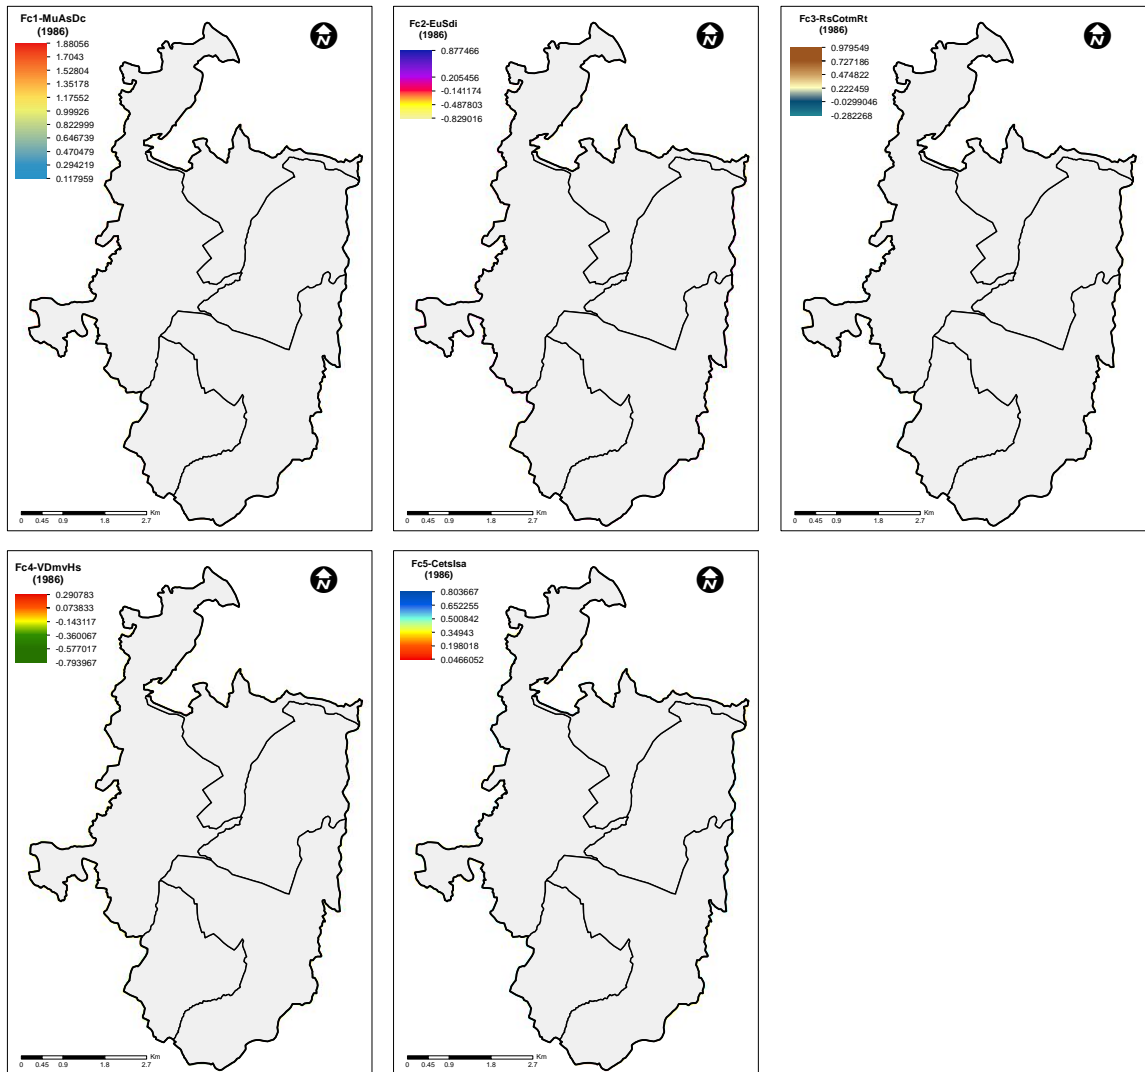 Fc1-MuAsDc
(1986)
1.88056
1.7043
1.52804
1.35178
1.17552
0.99926
0.822999
0.646739
0.470479
0.294219
0.117959
N
Km
0 0.45 0.9 1.8 2.7
Fc2-EuSdi
(1986)
0.877466
0.205456
-0.141174
-0.487803
-0.829016
N
Km
0 0.45 0.9 1.8 2.7
Fc3-RsCotmRt
(1986)
0.979549
0.727186
0.474822
0.222459
-0.0299046
-0.282268
N
Km
0 0.45 0.9 1.8 2.7
Fc4-VDmvHs
(1986)
0.290783
0.073833
-0.143117
-0.360067
-0.577017
-0.793967
N
Km
0 0.45 0.9 1.8 2.7
Fc5-CetsIsa
(1986)
0.803667
0.652255
0.500842
0.34943
0.198018
0.0466052
N
Km
0 0.45 0.9 1.8 2.7